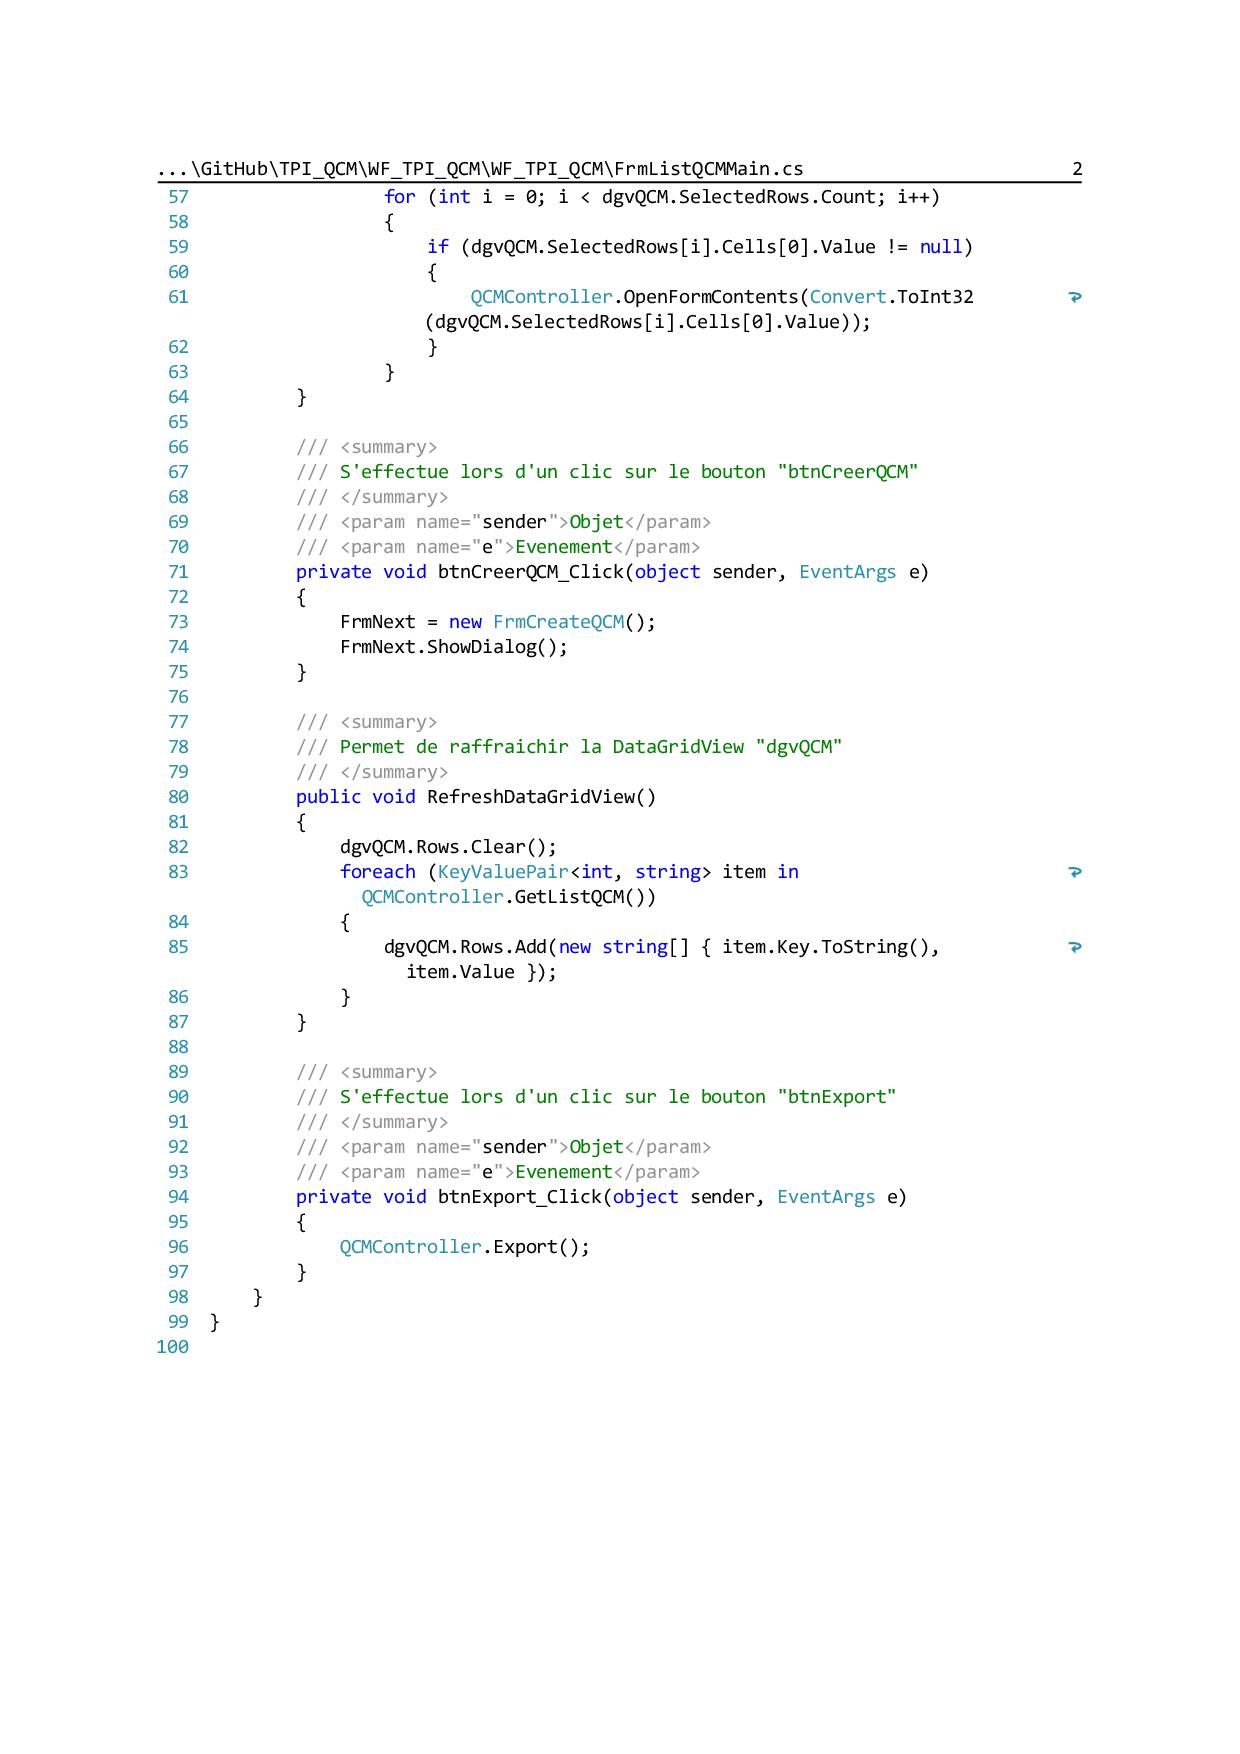 ...\GitHub\TPI_QCM\WF_TPI_QCM\WF_TPI_QCM\FrmListQCMMain.cs 2
57 for (int i = 0; i < dgvQCM.SelectedRows.Count; i++)
58 {
59 if (dgvQCM.SelectedRows[i].Cells[0].Value != null)
60 {
61 QCMController.OpenFormContents(Convert.ToInt32
(dgvQCM.SelectedRows[i].Cells[0].Value));
62 }
63 }
64 }
65
66 /// <summary>
67 /// S'effectue lors d'un clic sur le bouton "btnCreerQCM"
68 /// </summary>
69 /// <param name="sender">Objet</param>
70 /// <param name="e">Evenement</param>
71 private void btnCreerQCM_Click(object sender, EventArgs e)
72 {
73 FrmNext = new FrmCreateQCM();
74 FrmNext.ShowDialog();
75 }
76
77 /// <summary>
78 /// Permet de raffraichir la DataGridView "dgvQCM"
79 /// </summary>
80 public void RefreshDataGridView()
81 {
82 dgvQCM.Rows.Clear();
83 foreach (KeyValuePair<int, string> item in
QCMController.GetListQCM())
84 {
85 dgvQCM.Rows.Add(new string[] { item.Key.ToString(),
item.Value });
86 }
87 }
88
89 /// <summary>
90 /// S'effectue lors d'un clic sur le bouton "btnExport"
91 /// </summary>
92 /// <param name="sender">Objet</param>
93 /// <param name="e">Evenement</param>
94 private void btnExport_Click(object sender, EventArgs e)
95 {
96 QCMController.Export();
97 }
98 }
99 }
100